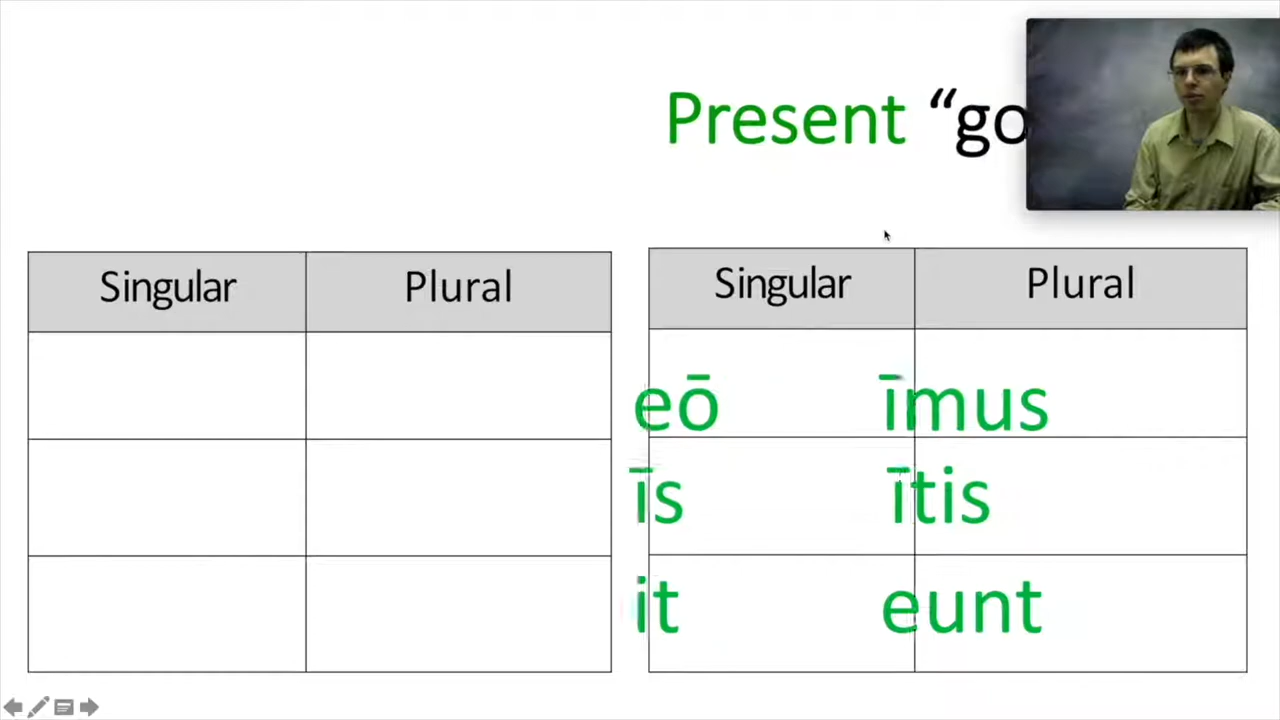 Present “go
Singular Plural Singular Plural
eō īmus
īs ītis
it eunt